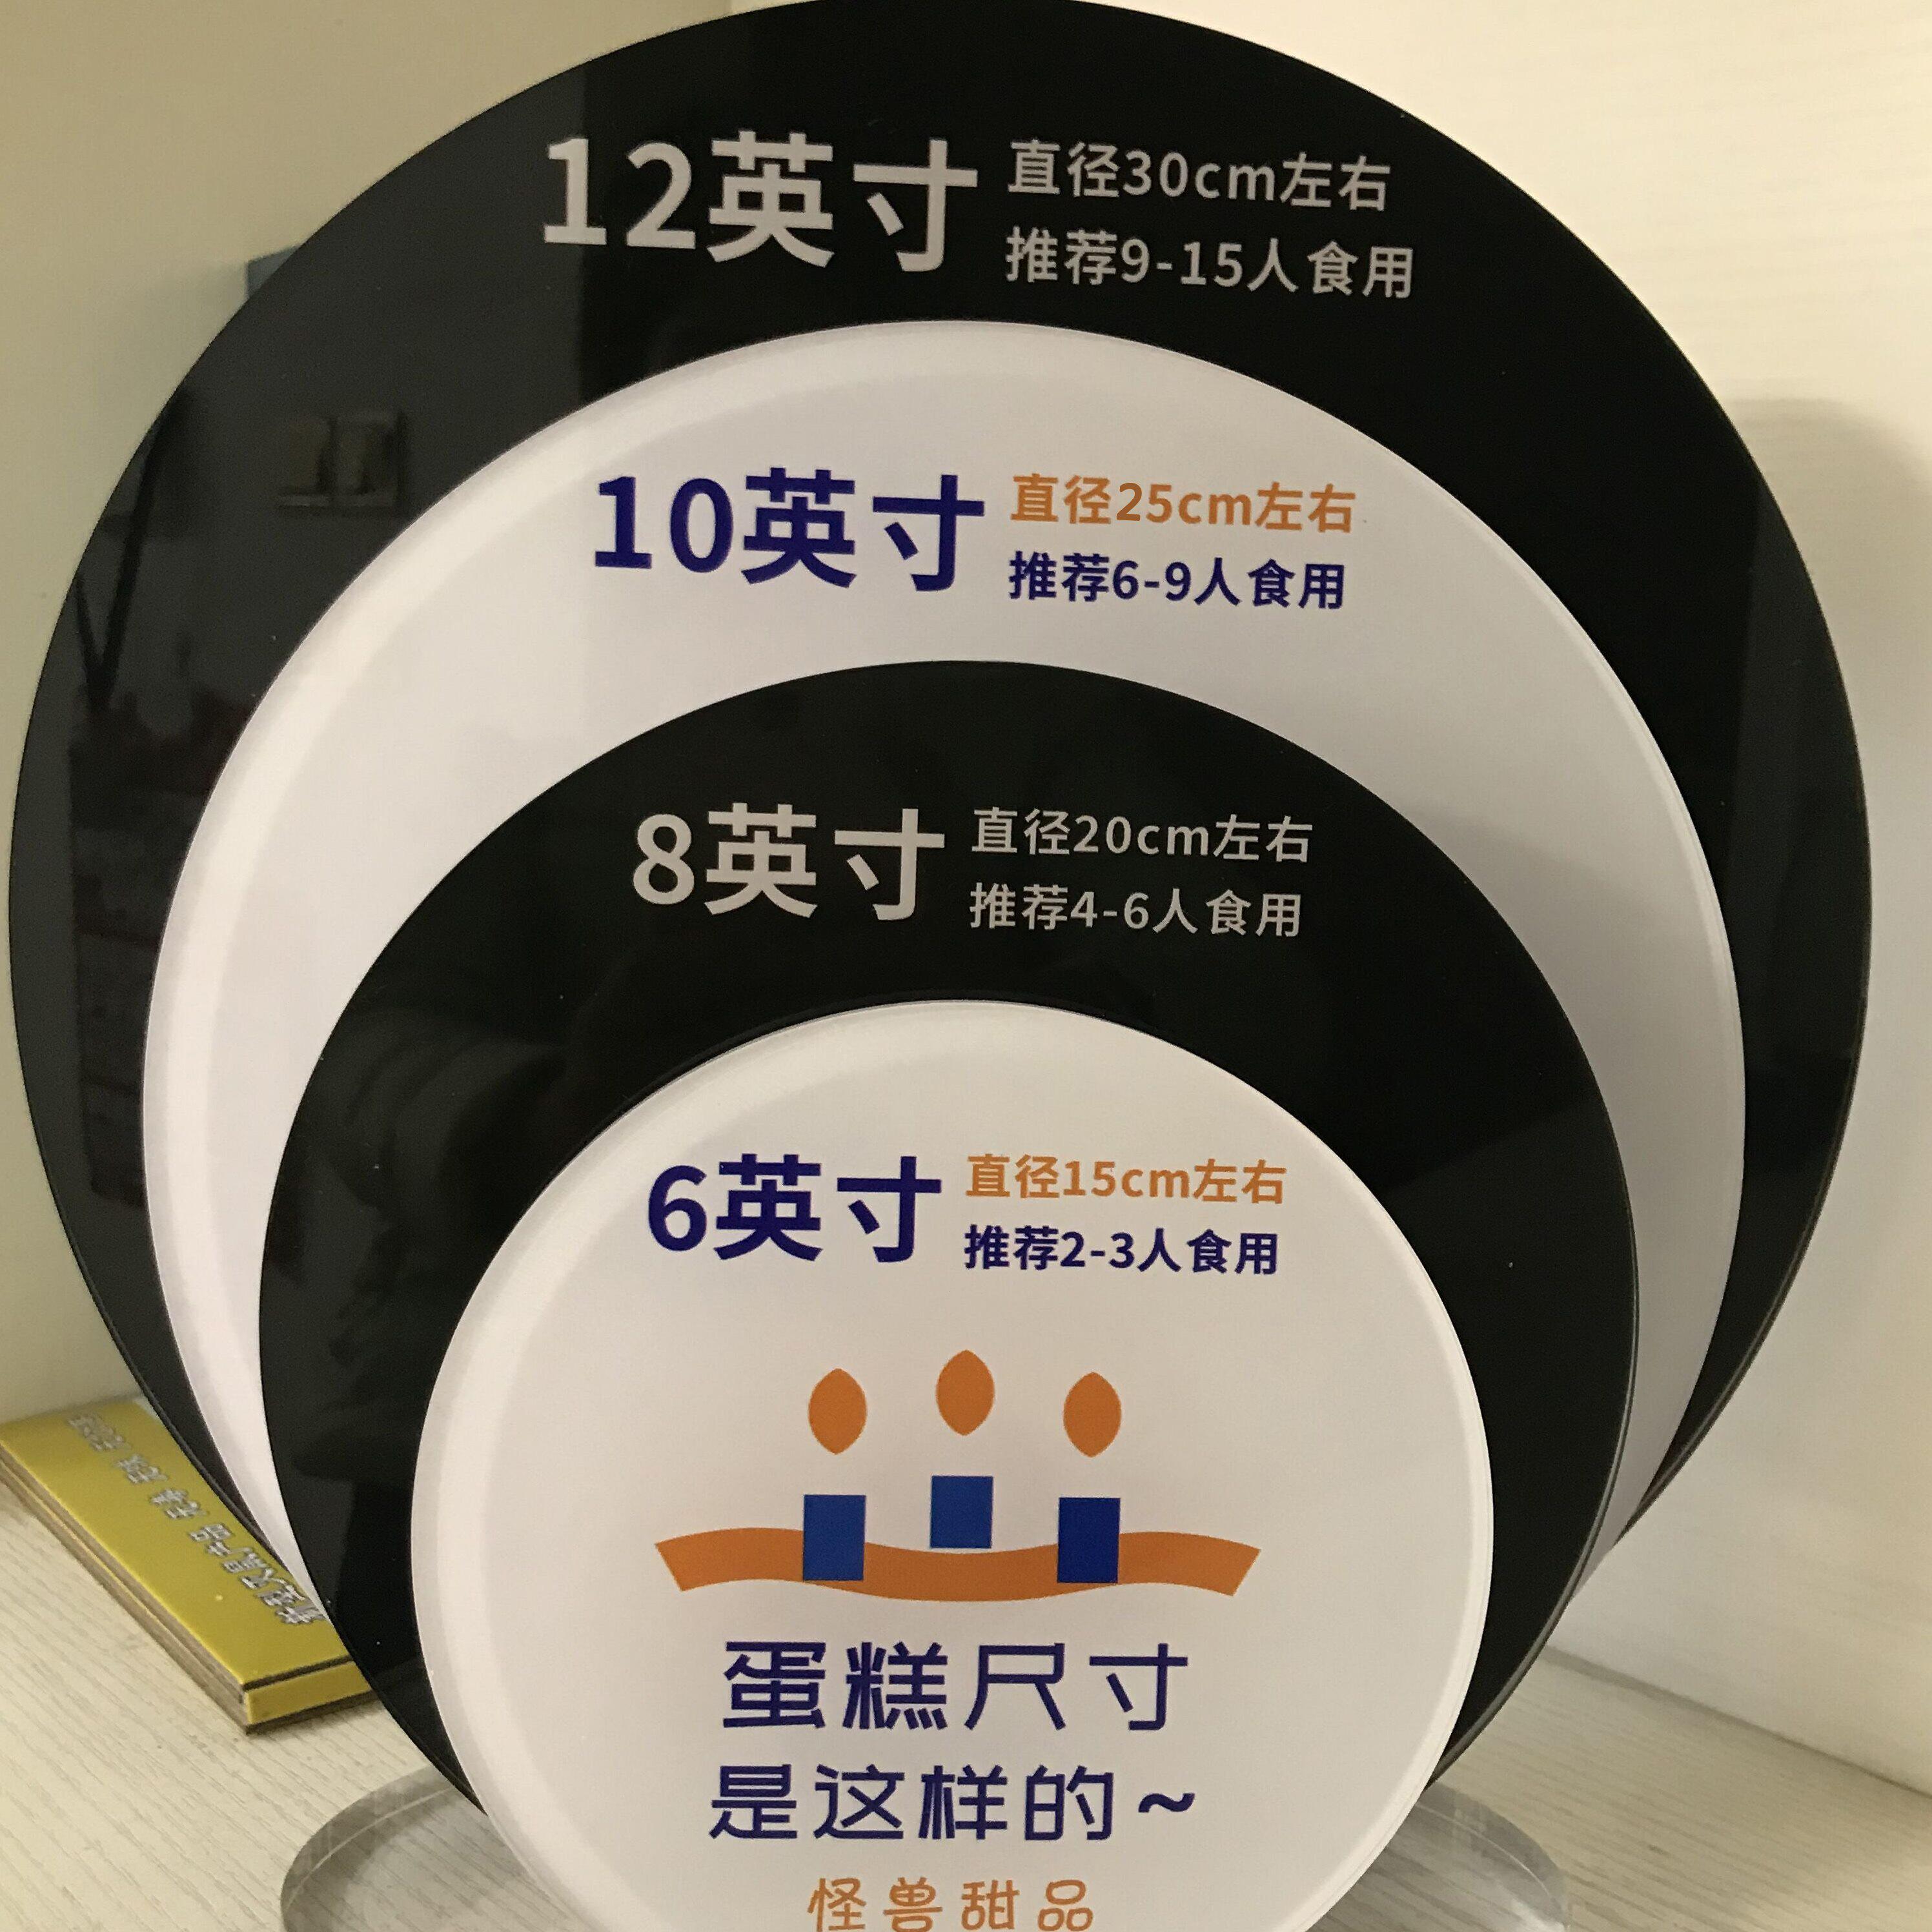 12英寸
直径30cm左右
推荐9-15人食用
10英寸
直径25cm左右
推荐6-9人食用
8英寸
直径20cm左右
推荐4-6人食用
6英寸
直径15cm左右
推荐2-3人食用
蛋糕尺寸
是这样的~
怪兽甜品